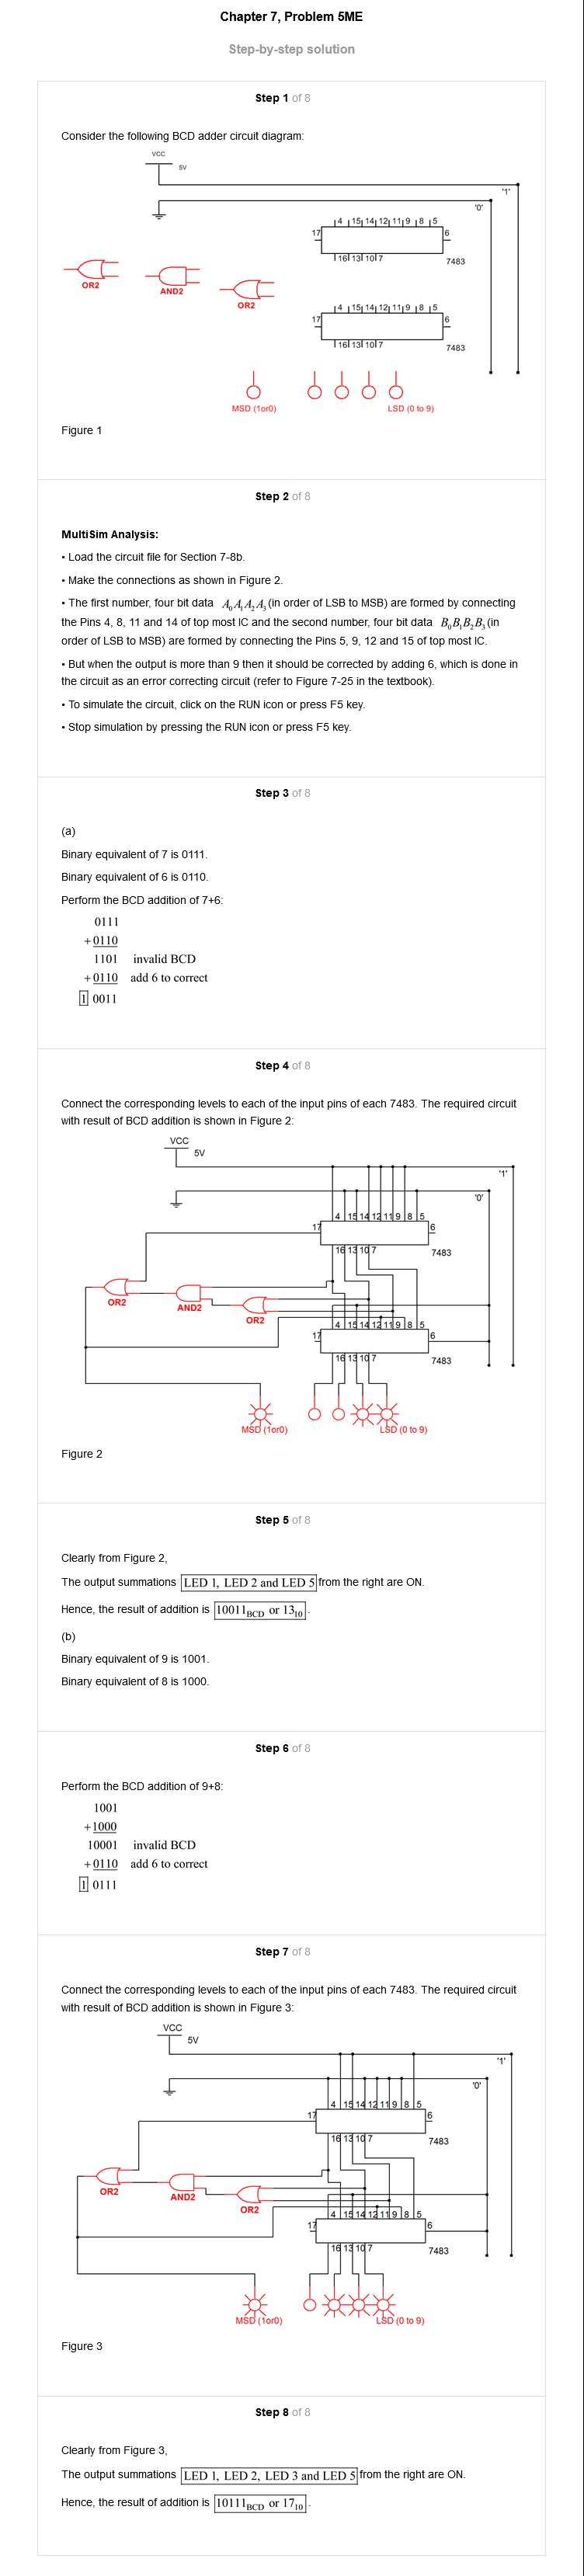 Chapter 7, Problem 5ME
Step-by-step solution
Step 1 of 8
Consider the following BCD adder circuit diagram:
VCC
5V
'1'
'0'
4 15 14 12 11 9 8 5
17
6
16 13 10 7
7483
OR2
AND2
OR2
4 15 14 12 11 9 8 5
17
6
16 13 10 7
7483
MSD (1or0)
LSD (0 to 9)
Figure 1
Step 2 of 8
MultiSim Analysis:
• Load the circuit file for Section 7-8b.
• Make the connections as shown in Figure 2.
• The first number, four bit data A₀A₁A₂A₃ (in order of LSB to MSB) are formed by connecting
the Pins 4, 8, 11 and 14 of top most IC and the second number, four bit data B₀B₁B₂B₃ (in
order of LSB to MSB) are formed by connecting the Pins 5, 9, 12 and 15 of top most IC.
• But when the output is more than 9 then it should be corrected by adding 6, which is done in
the circuit as an error correcting circuit (refer to Figure 7-25 in the textbook).
• To simulate the circuit, click on the RUN icon or press F5 key.
• Stop simulation by pressing the RUN icon or press F5 key.
Step 3 of 8
(a)
Binary equivalent of 7 is 0111.
Binary equivalent of 6 is 0110.
Perform the BCD addition of 7+6:
0111
+0110
1101 invalid BCD
+0110 add 6 to correct
1 0011
Step 4 of 8
Connect the corresponding levels to each of the input pins of each 7483. The required circuit
with result of BCD addition is shown in Figure 2:
VCC
5V
'1'
'0'
4 15 14 12 11 9 8 5
17
6
16 13 10 7
7483
OR2
AND2
OR2
4 15 14 12 11 9 8 5
17
6
16 13 10 7
7483
MSD (1or0)
LSD (0 to 9)
Figure 2
Step 5 of 8
Clearly from Figure 2,
The output summations LED 1, LED 2 and LED 5 from the right are ON.
Hence, the result of addition is 10011BCD or 13₁₀.
(b)
Binary equivalent of 9 is 1001.
Binary equivalent of 8 is 1000.
Step 6 of 8
Perform the BCD addition of 9+8:
1001
+1000
10001 invalid BCD
+0110 add 6 to correct
1 0111
Step 7 of 8
Connect the corresponding levels to each of the input pins of each 7483. The required circuit
with result of BCD addition is shown in Figure 3:
VCC
5V
'1'
'0'
4 15 14 12 11 9 8 5
17
6
16 13 10 7
7483
OR2
AND2
OR2
4 15 14 12 11 9 8 5
17
6
16 13 10 7
7483
MSD (1or0)
LSD (0 to 9)
Figure 3
Step 8 of 8
Clearly from Figure 3,
The output summations LED 1, LED 2, LED 3 and LED 5 from the right are ON.
Hence, the result of addition is 10111BCD or 17₁₀.